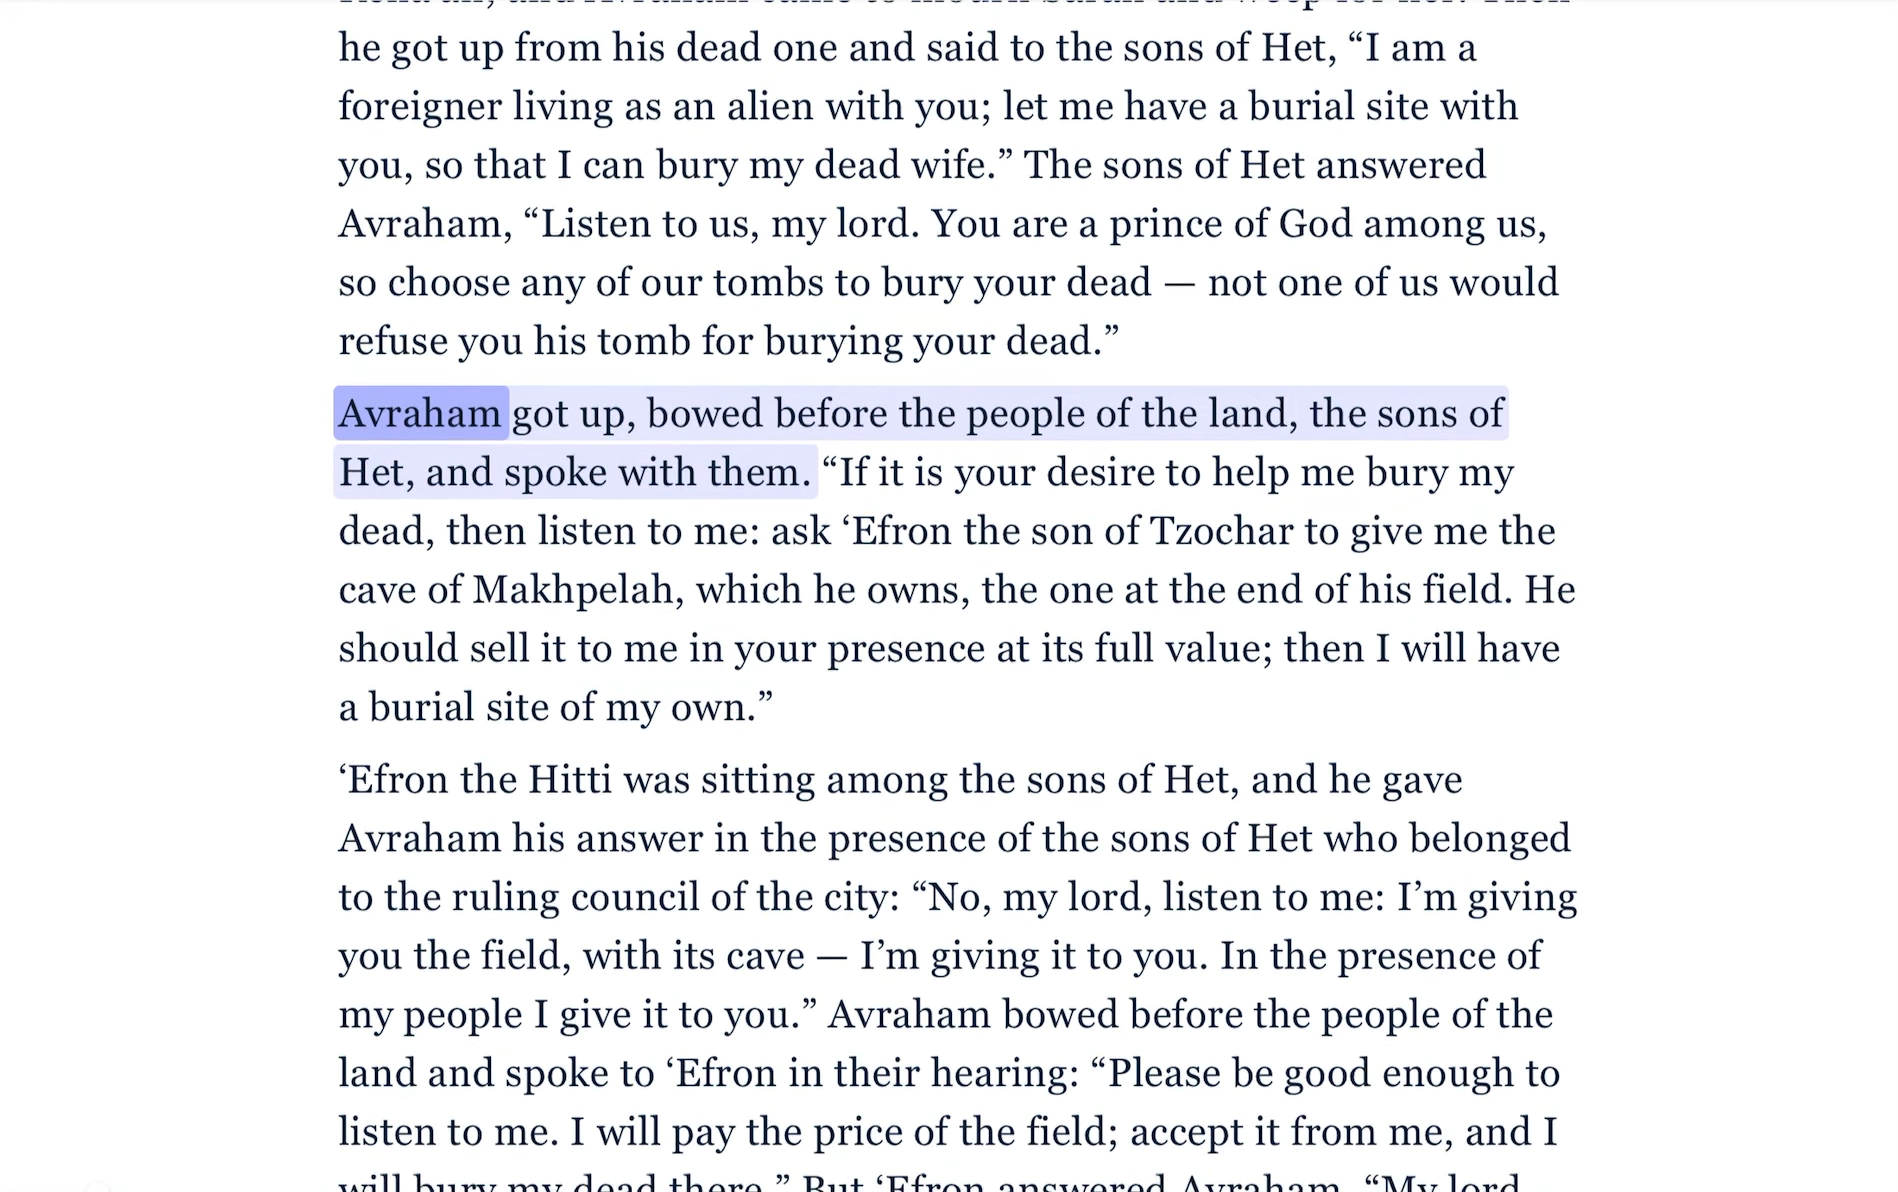 he got up from his dead one and said to the sons of Het, “I am a
foreigner living as an alien with you; let me have a burial site with
you, so that I can bury my dead wife.” The sons of Het answered
Avraham, “Listen to us, my lord. You are a prince of God among us,
so choose any of our tombs to bury your dead — not one of us would
refuse you his tomb for burying your dead.”
Avraham got up, bowed before the people of the land, the sons of
Het, and spoke with them. “If it is your desire to help me bury my
dead, then listen to me: ask ‘Efron the son of Tzochar to give me the
cave of Makhpelah, which he owns, the one at the end of his field. He
should sell it to me in your presence at its full value; then I will have
a burial site of my own.”
‘Efron the Hitti was sitting among the sons of Het, and he gave
Avraham his answer in the presence of the sons of Het who belonged
to the ruling council of the city: “No, my lord, listen to me: I’m giving
you the field, with its cave — I’m giving it to you. In the presence of
my people I give it to you.” Avraham bowed before the people of the
land and spoke to ‘Efron in their hearing: “Please be good enough to
listen to me. I will pay the price of the field; accept it from me, and I
will bury my dead there.” But ‘Efron answered Avraham, “My lord,